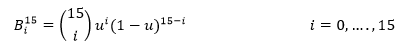 B_i^{15} = \binom{15}{i} u^i (1 − u)^{15−i}        i = 0, … . , 15